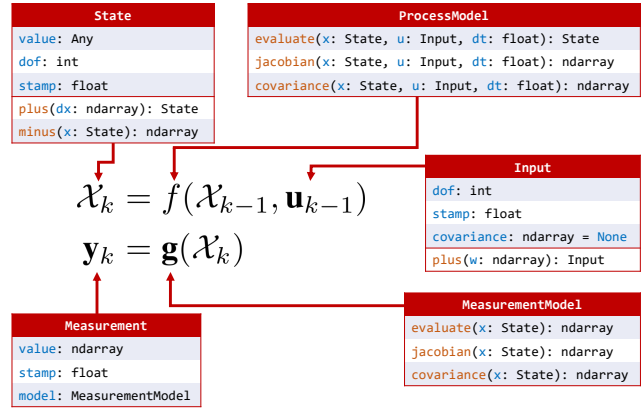 State
value: Any
dof: int
stamp: float
plus(dx: ndarray): State
minus(x: State): ndarray
ProcessModel
evaluate(x: State, u: Input, dt: float): State
jacobian(x: State, u: Input, dt: float): ndarray
covariance(x: State, u: Input, dt: float): ndarray
𝒳ₖ = f(𝒳ₖ₋₁, 𝐮ₖ₋₁)
𝐲ₖ = 𝐠(𝒳ₖ)
Input
dof: int
stamp: float
covariance: ndarray = None
plus(w: ndarray): Input
Measurement
value: ndarray
stamp: float
model: MeasurementModel
MeasurementModel
evaluate(x: State): ndarray
jacobian(x: State): ndarray
covariance(x: State): ndarray